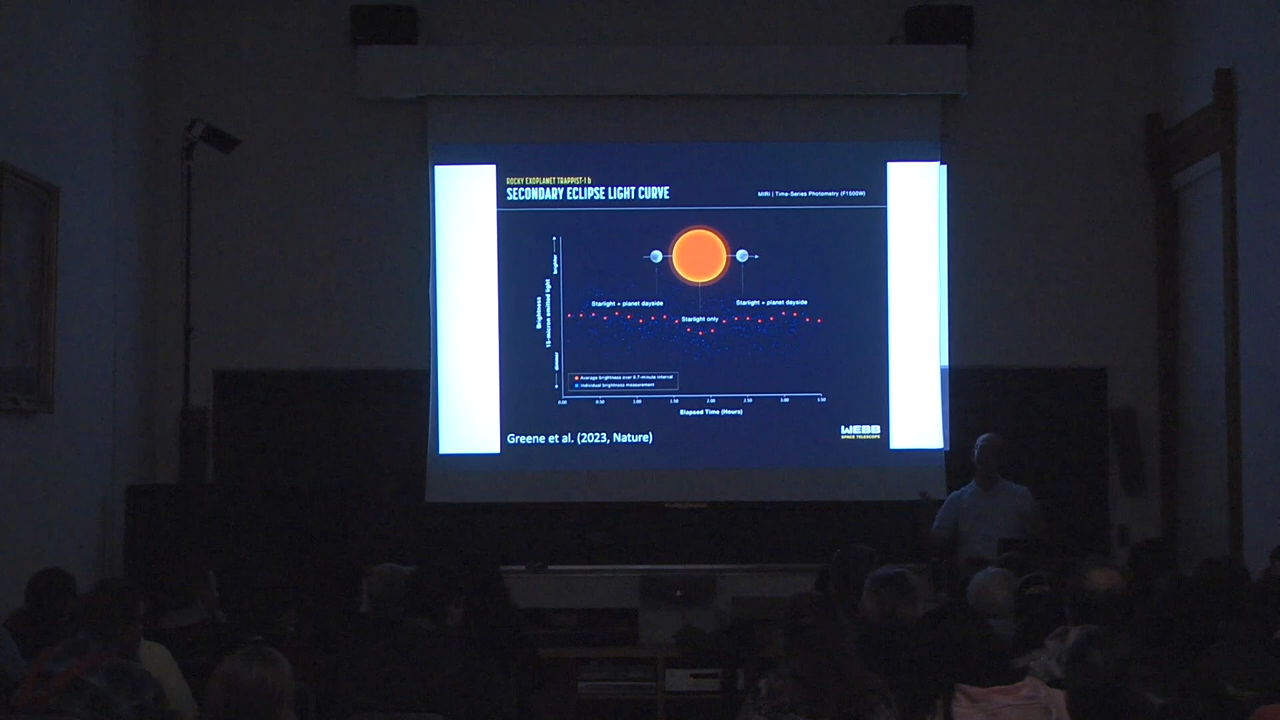 ROCKY EXOPLANET TRAPPIST-1 b
SECONDARY ECLIPSE LIGHT CURVE
MIRI | Time-Series Photometry (F1500W)
brighter
Brightness
15-micron emitted light
dimmer
Starlight + planet dayside
Starlight only
Starlight + planet dayside
Average brightness over 9.7-minute interval
Individual brightness measurement
0.00 0.50 1.00 1.50 2.00 2.50 3.00 3.50
Elapsed Time (Hours)
Greene et al. (2023, Nature)
WEBB
SPACE TELESCOPE